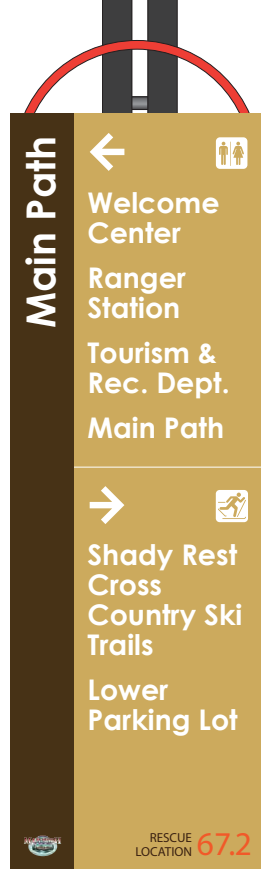 Main Path
Welcome
Center
Ranger
Station
Tourism &
Rec. Dept.
Main Path
Shady Rest
Cross
Country Ski
Trails
Lower
Parking Lot
RESCUE
LOCATION 67.2